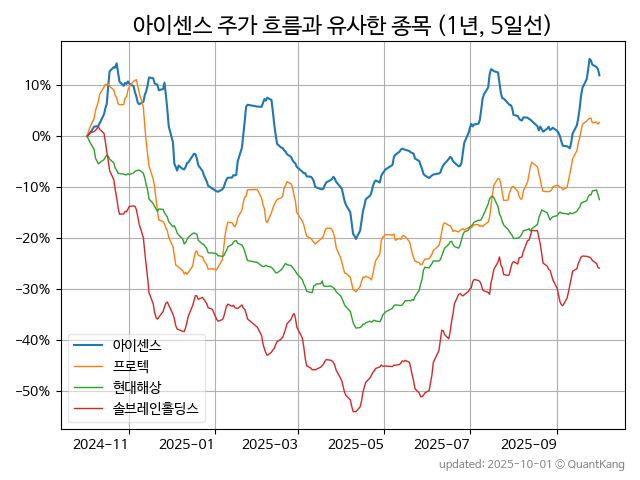 아이센스 주가 흐름과 유사한 종목 (1년, 5일선)
10%
0%
-10%
-20%
-30%
-40%
-50%
아이센스
프로텍
현대해상
솔브레인홀딩스
2024-11 2025-01 2025-03 2025-05 2025-07 2025-09
updated: 2025-10-01 © QuantKang